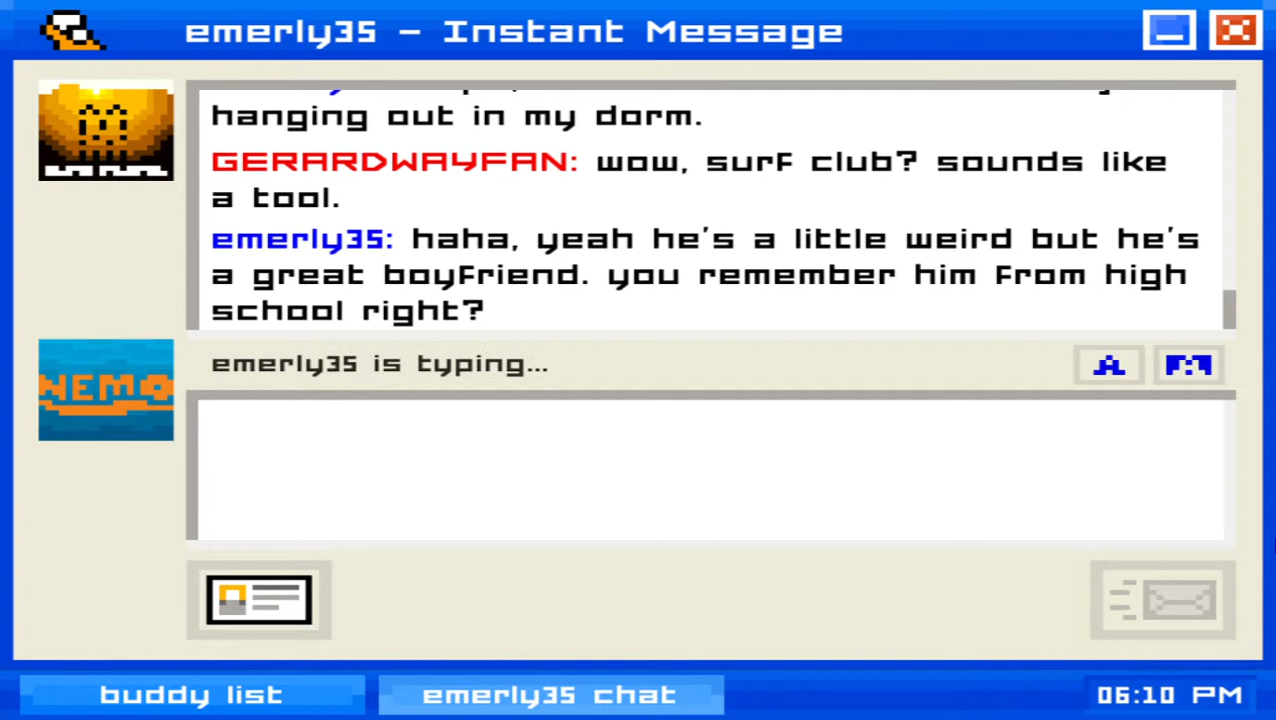 emerly35 - Instant Message
hanging out in my dorm.
GERARDWAYFAN: wow, surf club? sounds like
a tool.
emerly35: haha, yeah he's a little weird but he's
a great boyfriend. you remember him from high
school right?
emerly35 is typing...
A
NEMO
buddy list
emerly35 chat
06:10 PM